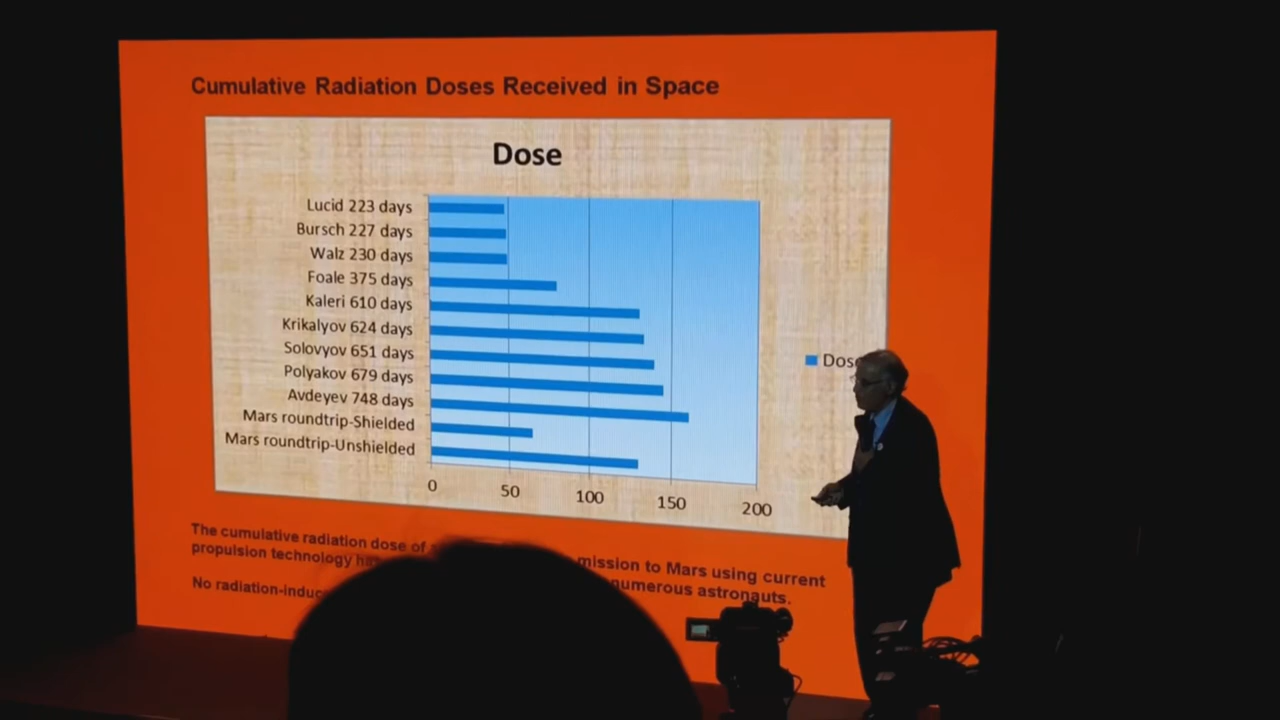 Cumulative Radiation Doses Received in Space
Dose
Lucid 223 days
Bursch 227 days
Walz 230 days
Foale 375 days
Kaleri 610 days
Krikalyov 624 days
Solovyov 651 days
Polyakov 679 days
Avdeyev 748 days
Mars roundtrip-Shielded
Mars roundtrip-Unshielded
0 50 100 150 200
Dose
The cumulative radiation dose of mission to Mars using current
propulsion technology numerous astronauts.
No